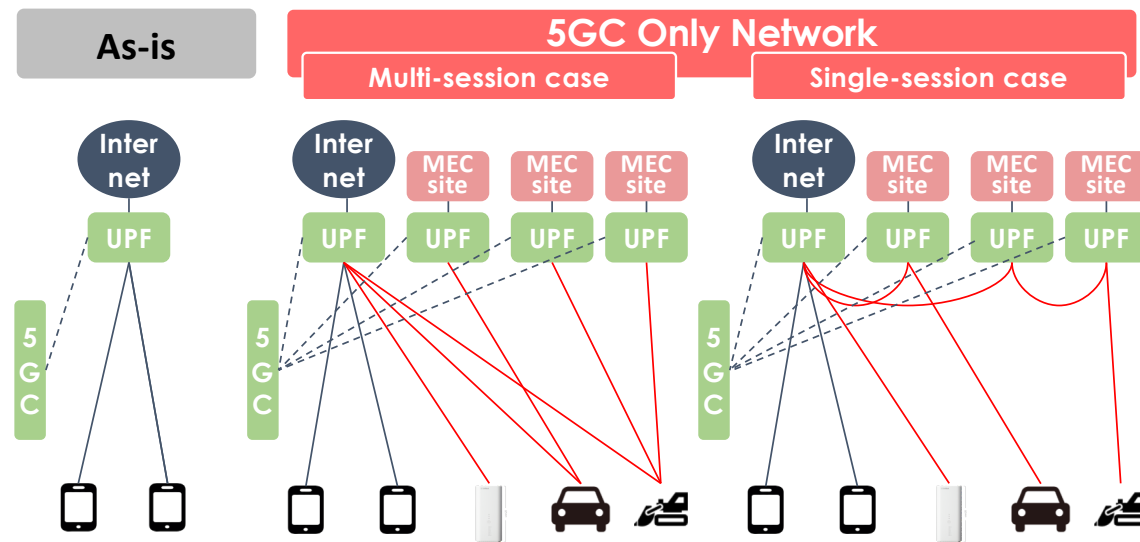 As-is
5GC Only Network
Multi-session case
Single-session case
Inter
net
UPF
5
G
C
Inter
net
MEC
site
MEC
site
MEC
site
UPF
UPF
UPF
UPF
5
G
C
Inter
net
MEC
site
MEC
site
MEC
site
UPF
UPF
UPF
UPF
5
G
C